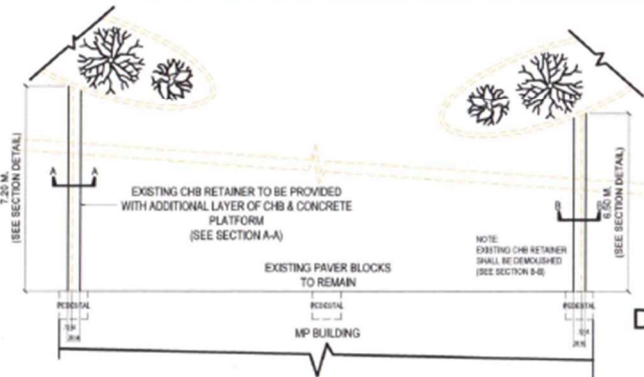 7.20 M.
(SEE SECTION DETAIL)
A A
EXISTING CHB RETAINER TO BE PROVIDED
WITH ADDITIONAL LAYER OF CHB & CONCRETE
PLATFORM
(SEE SECTION A-A)
6.50 M.
(SEE SECTION DETAIL)
B
NOTE:
EXISTING CHB RETAINER
SHALL BE DEMOLISHED
(SEE SECTION B-B)
EXISTING PAVER BLOCKS
TO REMAIN
PEDESTAL
PEDESTAL
PEDESTAL
MP BUILDING
D